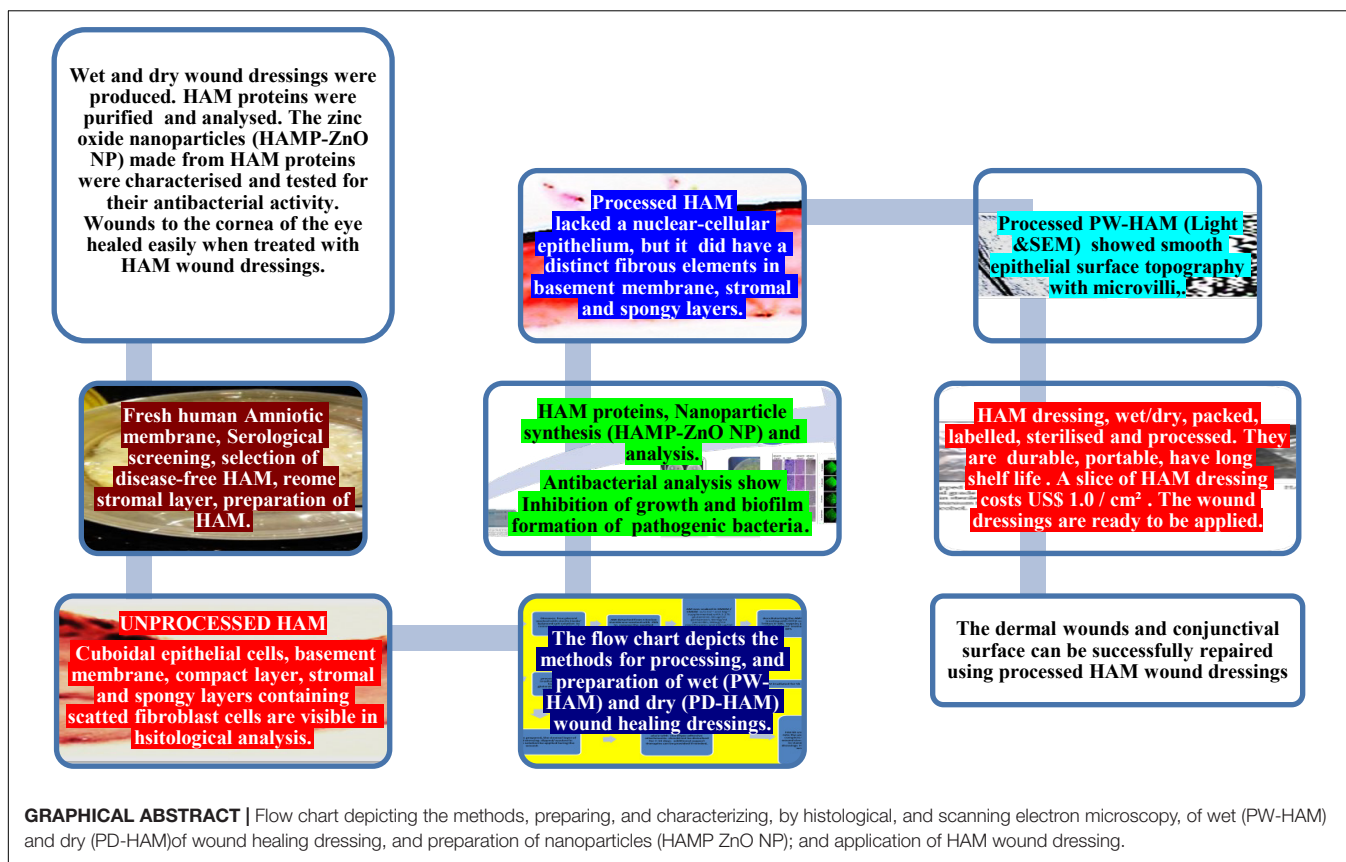 Wet and dry wound dressings were
produced. HAM proteins were
purified and analysed. The zinc
oxide nanoparticles (HAMP-ZnO
NP) made from HAM proteins
were characterised and tested for
their antibacterial activity.
Wounds to the cornea of the eye
healed easily when treated with
HAM wound dressings.
Fresh human Amniotic
membrane, Serological
screening, selection of
disease-free HAM, reome
stromal layer, preparation of
HAM.
UNPROCESSED HAM
Cuboidal epithelial cells, basement
membrane, compact layer, stromal
and spongy layers containing
scatted fibroblast cells are visible in
hsitological analysis.
The flow chart depicts the
methods for processing, and
preparation of wet (PW-
HAM) and dry (PD-HAM)
wound healing dressings.
HAM proteins, Nanoparticle
synthesis (HAMP-ZnO NP) and
analysis.
Antibacterial analysis show
Inhibition of growth and biofilm
formation of pathogenic bacteria.
Processed HAM
lacked a nuclear-cellular
epithelium, but it did have a
distinct fibrous elements in
basement membrane, stromal
and spongy layers.
Processed PW-HAM (Light
&SEM) showed smooth
epithelial surface topography
with microvilli,.
HAM dressing, wet/dry, packed,
labelled, sterilised and processed. They
are durable, portable, have long
shelf life . A slice of HAM dressing
costs US$ 1.0 / cm² . The wound
dressings are ready to be applied.
The dermal wounds and conjunctival
surface can be successfully repaired
using processed HAM wound dressings
GRAPHICAL ABSTRACT | Flow chart depicting the methods, preparing, and characterizing, by histological, and scanning electron microscopy, of wet (PW-HAM)
and dry (PD-HAM)of wound healing dressing, and preparation of nanoparticles (HAMP ZnO NP); and application of HAM wound dressing.